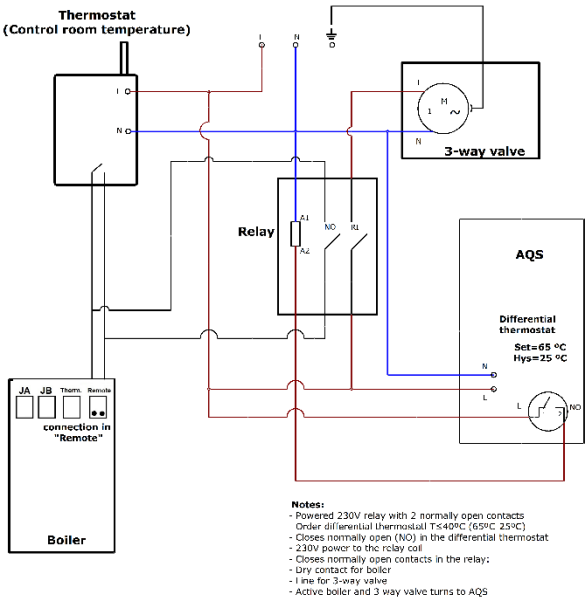 Thermostat
(Control room temperature)
I
N
I
N
I
N
M
1
3-way valve
Relay
A1
A2
NO
R1
AQS
Differential
thermostat
Set=65 ºC
Hys=25 ºC
N
L
L
1
2
NO
JA
JB
Therm.
Remote
connection in
"Remote"
Boiler
Notes:
- Powered 230V relay with 2 normally open contacts
Order differential thermostall T≤40ºC (65ºC 25ºC)
- Closes normally open (NO) in the differential thermostat
- 230V power to the relay coil
- Closes normally open contacts in the relay:
- Dry contact for boiler
- I ine for 3-way valve
- Active boiler and 3 way valve turns to AQS